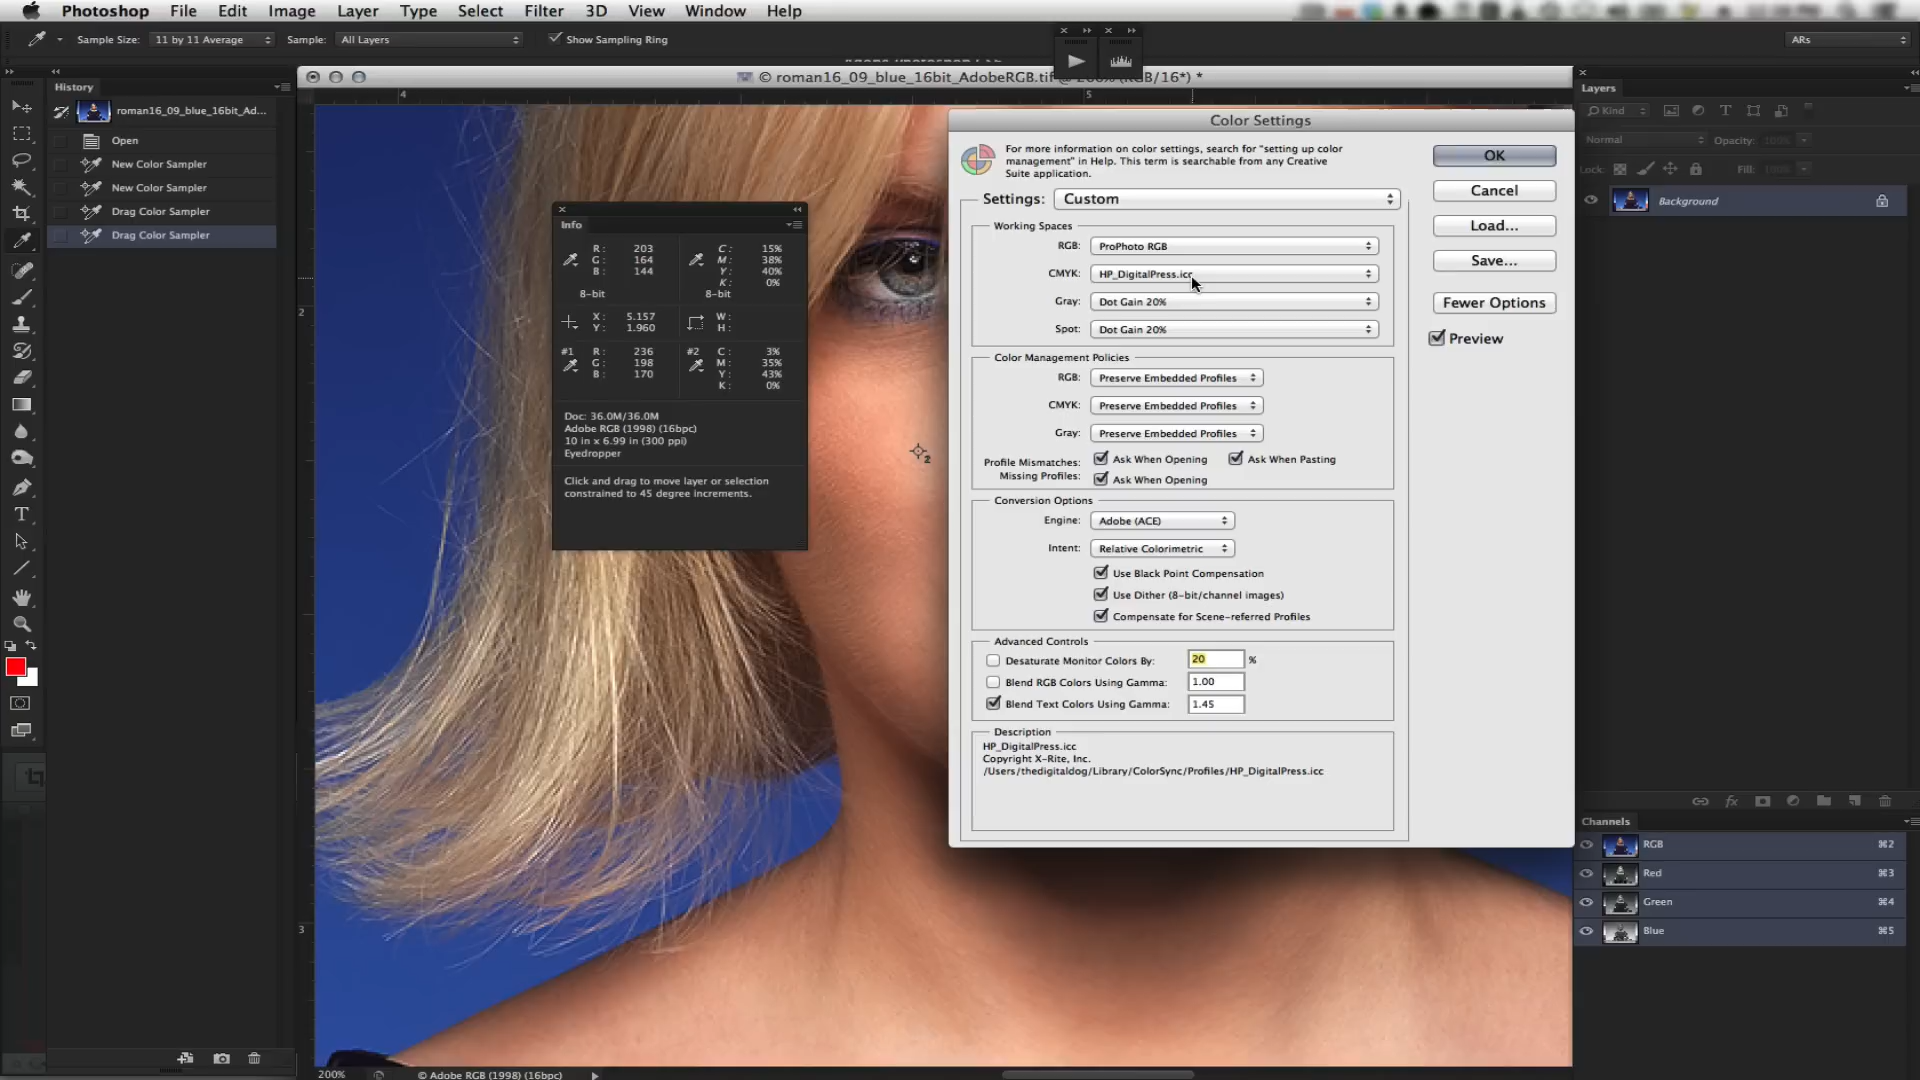 Photoshop File Edit Image Layer Type Select Filter 3D View Window Help
Sample Size: 11 by 11 Average Sample: All Layers Show Sampling Ring ARs
© roman16_09_blue_16bit_AdobeRGB.tif @ 200% (RGB/16*) *
4 5
2
3
History
roman16_09_blue_16bit_Ad...
Open
New Color Sampler
New Color Sampler
Drag Color Sampler
Drag Color Sampler
Info
R: 203 C: 15%
G: 164 M: 38%
B: 144 Y: 40%
K: 0%
8-bit 8-bit
X: 5.157 W:
Y: 1.960 H:
#1 R: 236 #2 C: 3%
G: 198 M: 35%
B: 170 Y: 43%
K: 0%
Doc: 36.0M/36.0M
Adobe RGB (1998) (16bpc)
10 in x 6.99 in (300 ppi)
Eyedropper
Click and drag to move layer or selection
constrained to 45 degree increments.
2
Color Settings
For more information on color settings, search for "setting up color
management" in Help. This term is searchable from any Creative
Suite application.
Settings: Custom
Working Spaces
RGB: ProPhoto RGB
CMYK: HP_DigitalPress.icc
Gray: Dot Gain 20%
Spot: Dot Gain 20%
Color Management Policies
RGB: Preserve Embedded Profiles
CMYK: Preserve Embedded Profiles
Gray: Preserve Embedded Profiles
Profile Mismatches: Ask When Opening Ask When Pasting
Missing Profiles: Ask When Opening
Conversion Options
Engine: Adobe (ACE)
Intent: Relative Colorimetric
Use Black Point Compensation
Use Dither (8-bit/channel images)
Compensate for Scene-referred Profiles
Advanced Controls
Desaturate Monitor Colors By: 20 %
Blend RGB Colors Using Gamma: 1.00
Blend Text Colors Using Gamma: 1.45
Description
HP_DigitalPress.icc
Copyright X-Rite, Inc.
/Users/thedigitaldog/Library/ColorSync/Profiles/HP_DigitalPress.icc
OK
Cancel
Load...
Save...
Fewer Options
Preview
Layers
Kind
Normal Opacity: 100%
Lock: Fill: 100%
Background
Channels
RGB ⌘2
Red ⌘3
Green ⌘4
Blue ⌘5
200% © Adobe RGB (1998) (16bpc)